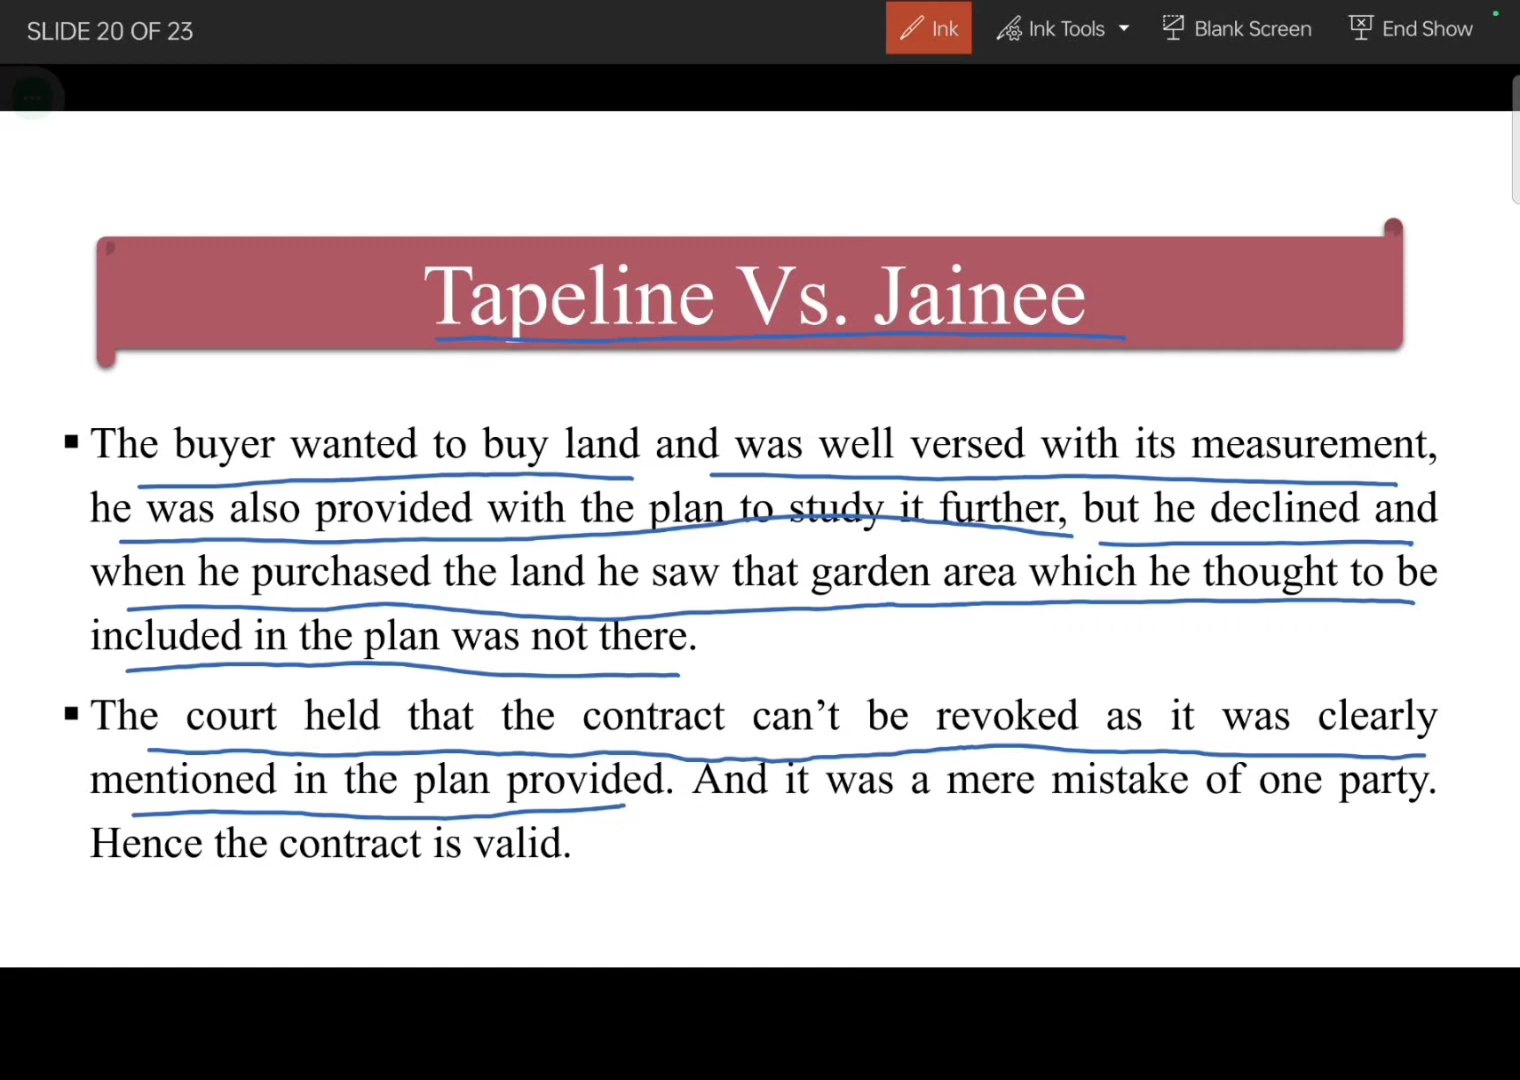 SLIDE 20 OF 23
Ink
Ink Tools
Blank Screen
End Show
Tapeline Vs. Jainee
▪ The buyer wanted to buy land and was well versed with its measurement,
he was also provided with the plan to study it further, but he declined and
when he purchased the land he saw that garden area which he thought to be
included in the plan was not there.
▪ The court held that the contract can’t be revoked as it was clearly
mentioned in the plan provided. And it was a mere mistake of one party.
Hence the contract is valid.